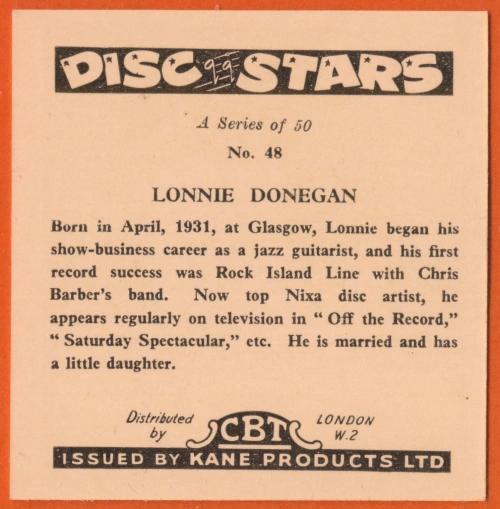 DISC STARS
A Series of 50
No. 48
LONNIE DONEGAN
Born in April, 1931, at Glasgow, Lonnie began his
show-business career as a jazz guitarist, and his first
record success was Rock Island Line with Chris
Barber's band. Now top Nixa disc artist, he
appears regularly on television in “ Off the Record,”
“ Saturday Spectacular,” etc. He is married and has
a little daughter.
Distributed by CBT LONDON W.2
ISSUED BY KANE PRODUCTS LTD